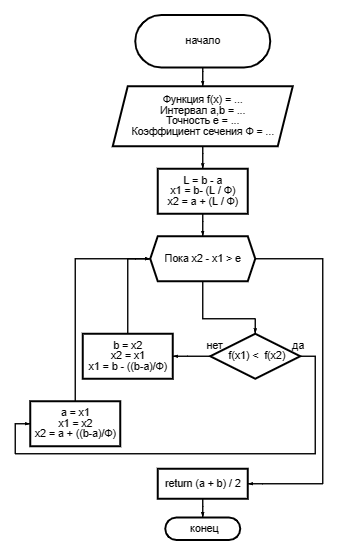 начало
Функция f(x) = ...
Интервал a,b = ...
Точность e = ...
Коэффициент сечения Ф = ...
L = b - a
x1 = b- (L / Ф)
x2 = a + (L / Ф)
Пока x2 - x1 > e
нет
f(x1) < f(x2)
да
b = x2
x2 = x1
x1 = b - ((b-a)/Ф)
a = x1
x1 = x2
x2 = a + ((b-a)/Ф)
return (a + b) / 2
конец